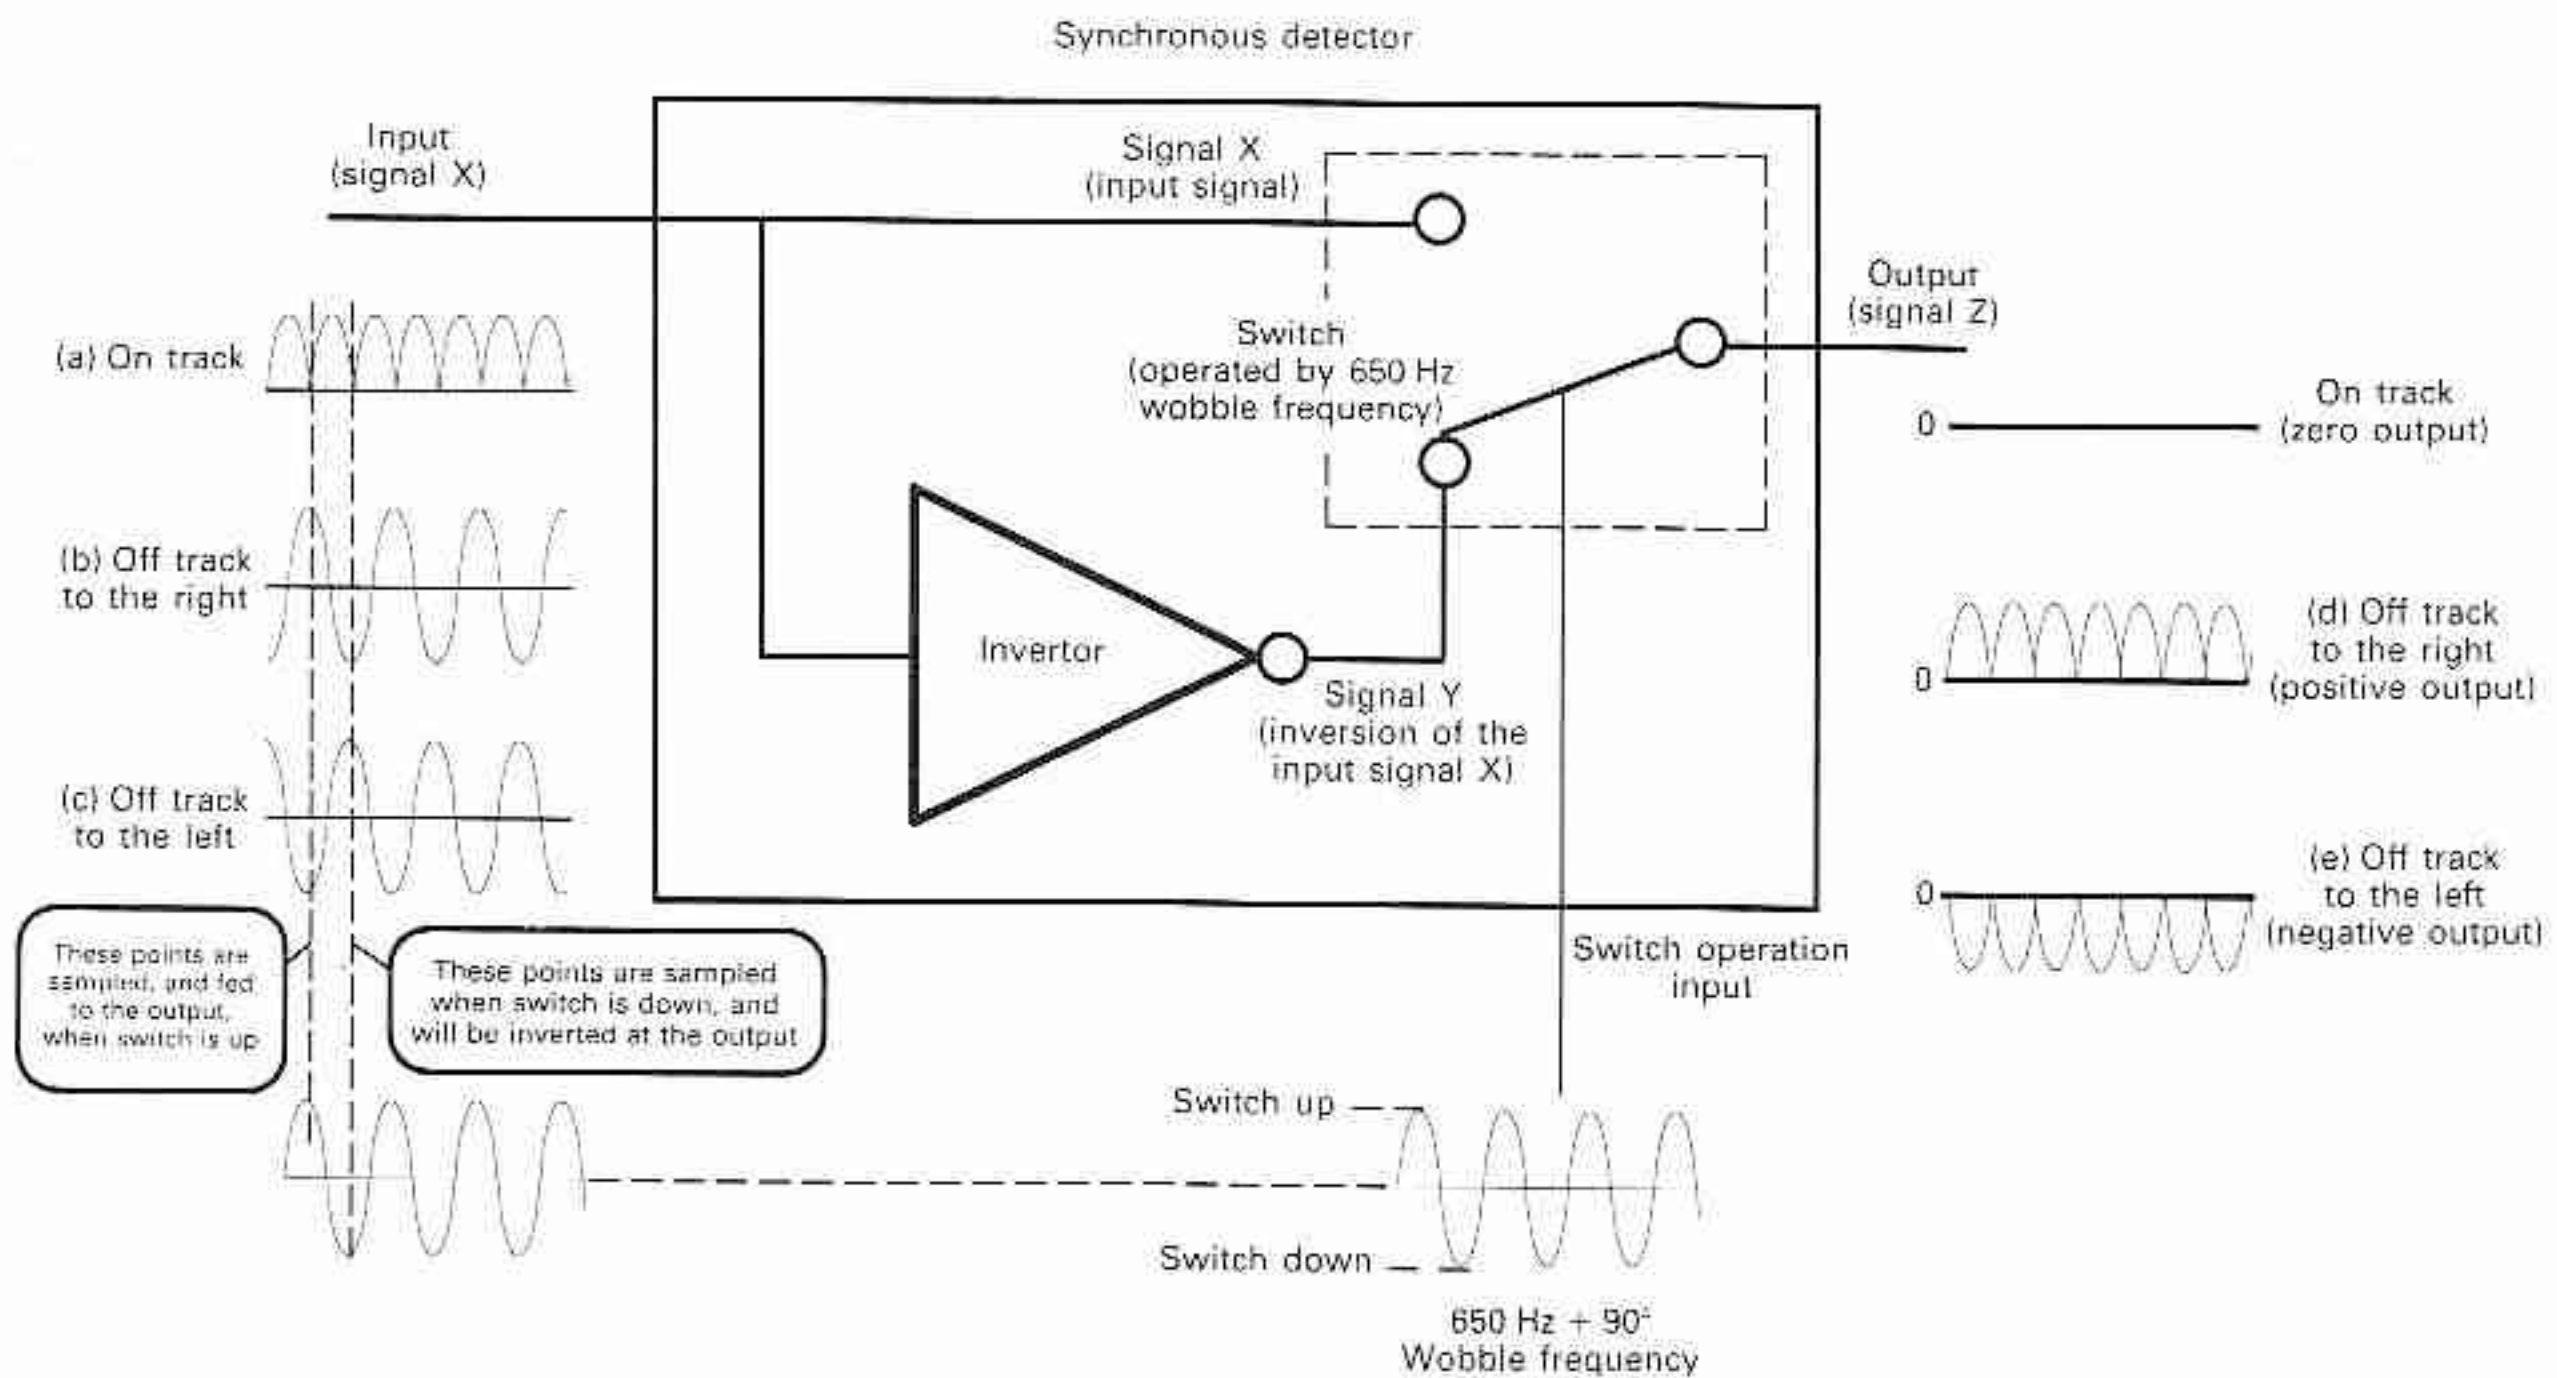 Synchronous detector
Input
(signal X)
Signal X
(input signal)
Output
(signal Z)
Switch
(operated by 650 Hz
wobble frequency)
(a) On track
0
On track
(zero output)
(b) Off track
to the right
Invertor
Signal Y
(inversion of the
input signal X)
0
(d) Off track
to the right
(positive output)
(c) Off track
to the left
0
(e) Off track
to the left
(negative output)
These points are
sampled, and fed
to the output,
when switch is up
These points are sampled
when switch is down, and
will be inverted at the output
Switch operation
input
Switch up
Switch down
650 Hz + 90°
Wobble frequency